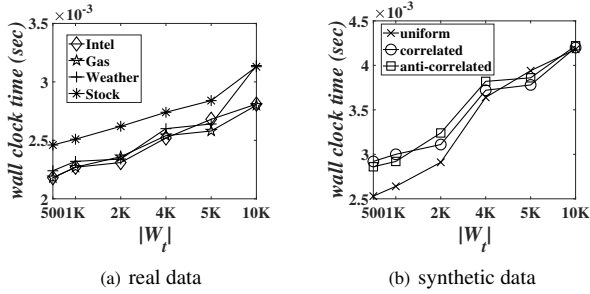 × 10⁻³
3.5
3
2.5
2
wall clock time (sec)
Intel
Gas
Weather
Stock
5001K 2K 4K 5K 10K
|Wₜ|
(a) real data
× 10⁻³
4.5
4
3.5
3
2.5
wall clock time (sec)
uniform
correlated
anti-correlated
5001K 2K 4K 5K 10K
|Wₜ|
(b) synthetic data